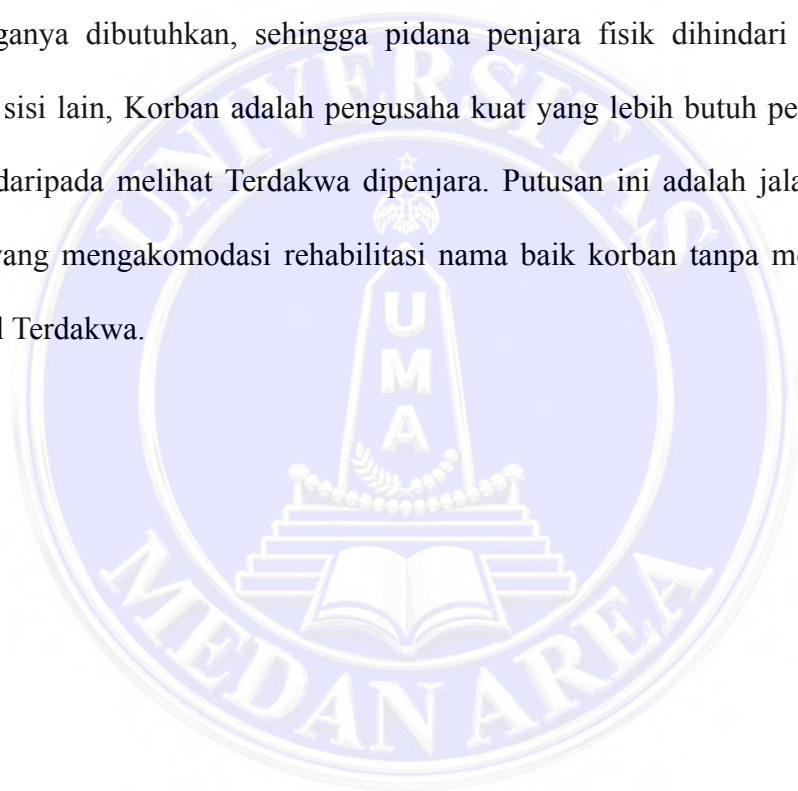 ganya dibutuhkan, sehingga pidana penjara fisik dihindari
sisi lain, Korban adalah pengusaha kuat yang lebih butuh pe
daripada melihat Terdakwa dipenjara. Putusan ini adalah jala
yang mengakomodasi rehabilitasi nama baik korban tanpa me
l Terdakwa.
UNIVERSITAS
UMA
MEDAN AREA